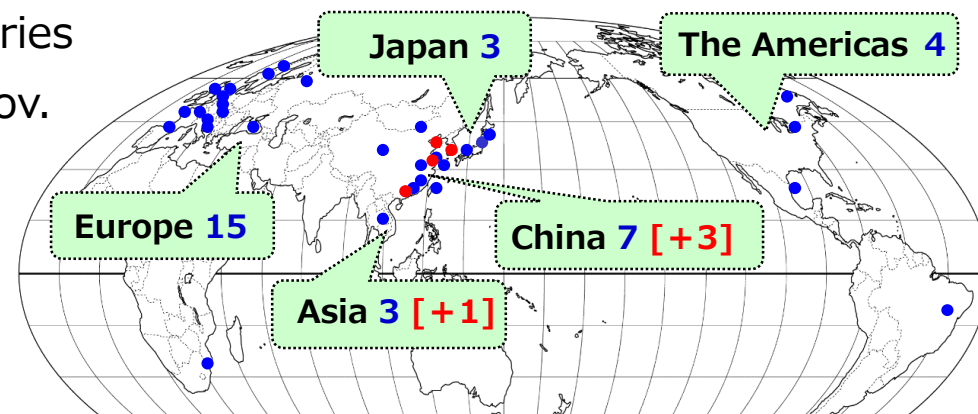 ries
ov.
Japan 3
The Americas 4
Europe 15
China 7 [+3]
Asia 3 [+1]